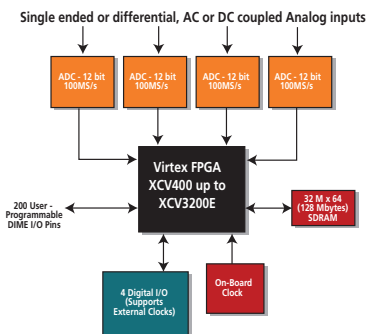 Single ended or differential, AC or DC coupled Analog inputs
ADC - 12 bit
100MS/s
ADC - 12 bit
100MS/s
ADC - 12 bit
100MS/s
ADC - 12 bit
100MS/s
Virtex FPGA
XCV400 up to
XCV3200E
200 User -
Programmable
DIME I/O Pins
32 M x 64
(128 Mbytes)
SDRAM
4 Digital I/O
(Supports
External Clocks)
On-Board
Clock